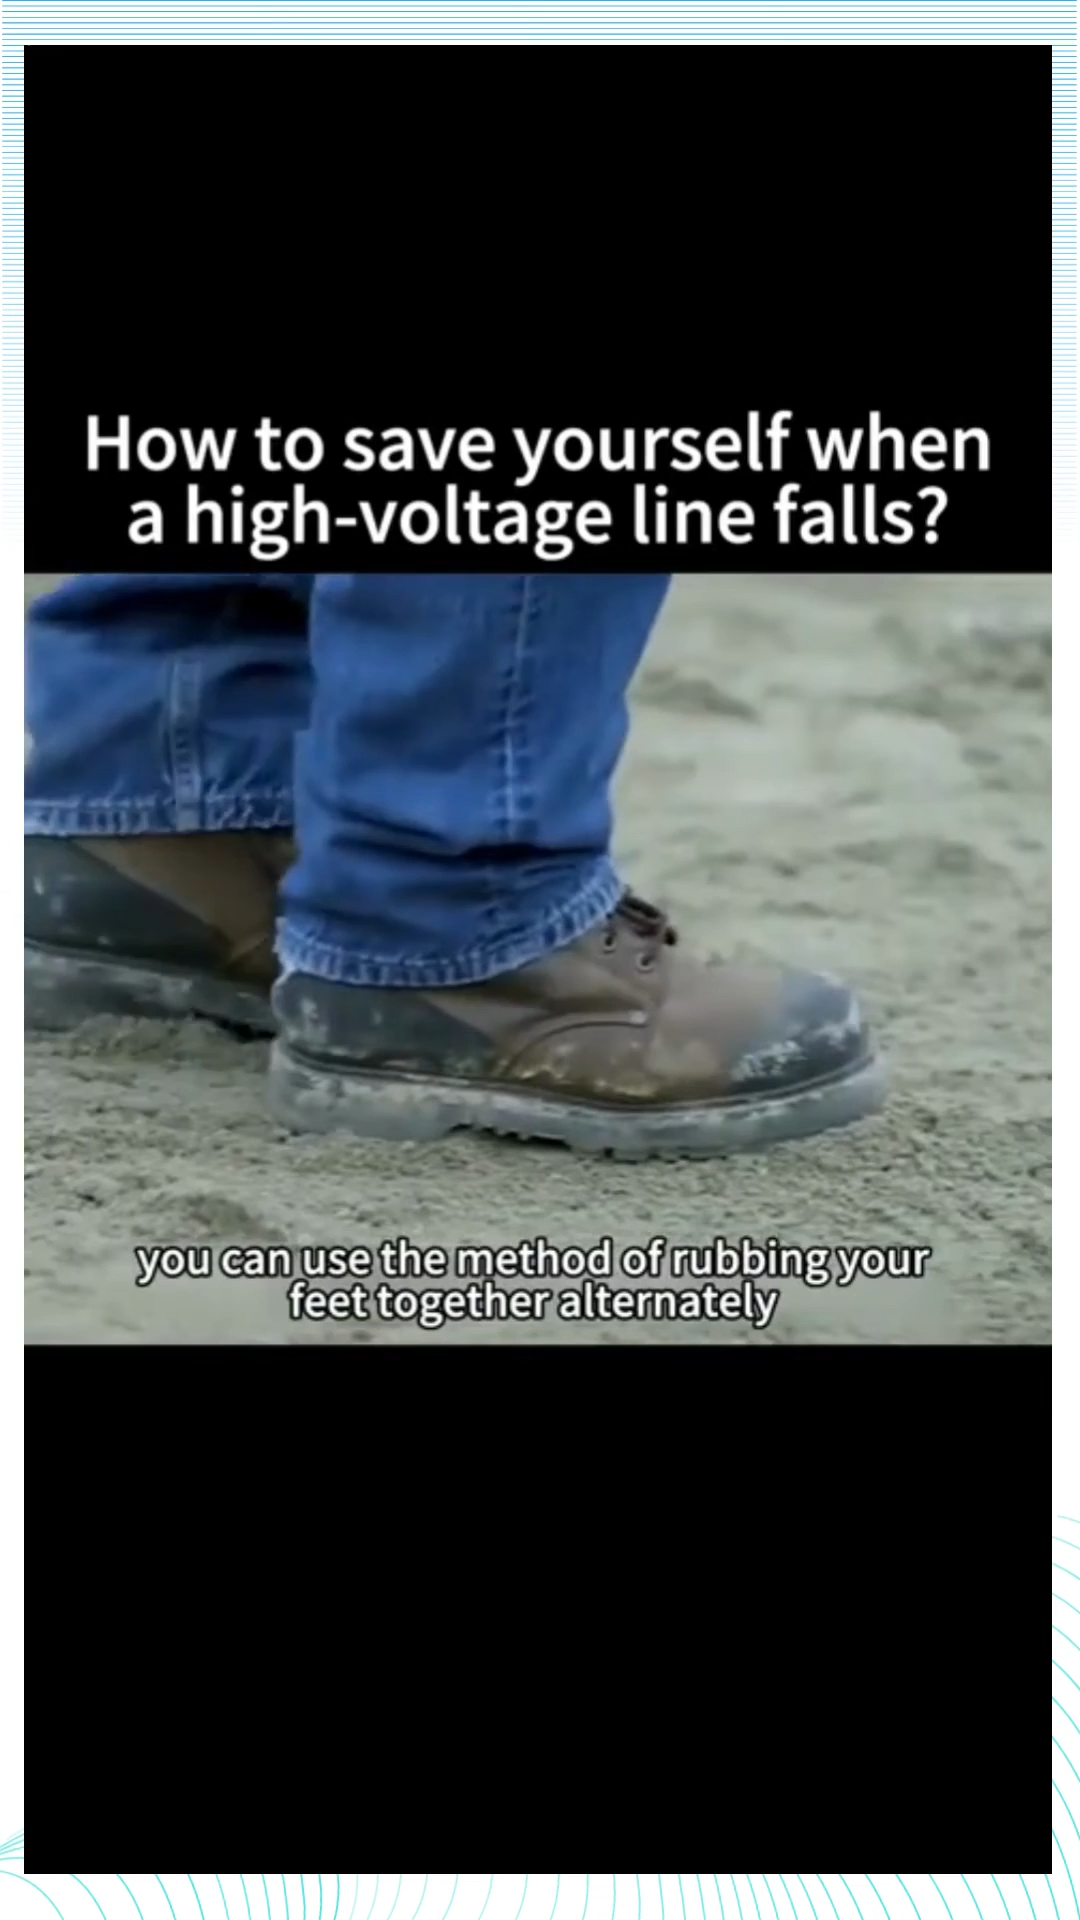 How to save yourself when
a high-voltage line falls?
you can use the method of rubbing your
feet together alternately